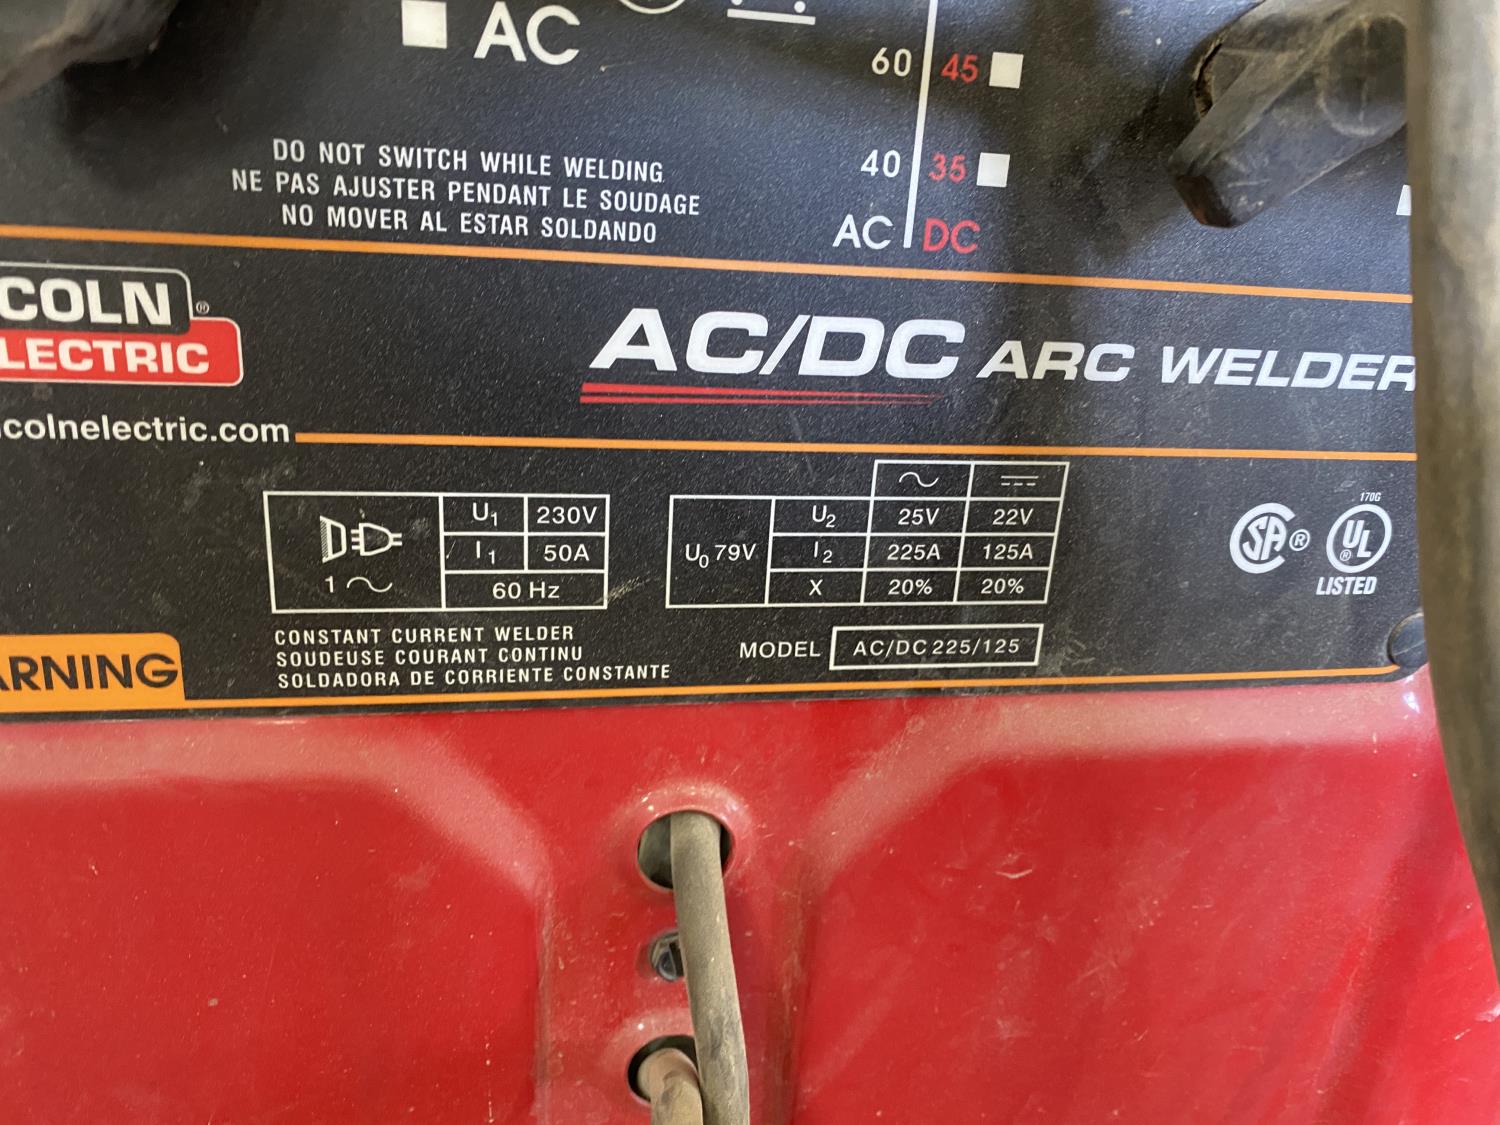 AC
60 45
40 35
AC DC
DO NOT SWITCH WHILE WELDING
NE PAS AJUSTER PENDANT LE SOUDAGE
NO MOVER AL ESTAR SOLDANDO
COLN ®
LECTRIC
AC/DC ARC WELDER
colnelectric.com
1 ~
U1 230V
I1 50A
60 Hz
U0 79V
U2 25V 22V
I2 225A 125A
X 20% 20%
170G
SA ® UL ®
LISTED
CONSTANT CURRENT WELDER
SOUDEUSE COURANT CONTINU
SOLDADORA DE CORRIENTE CONSTANTE
MODEL AC/DC 225/125
ARNING